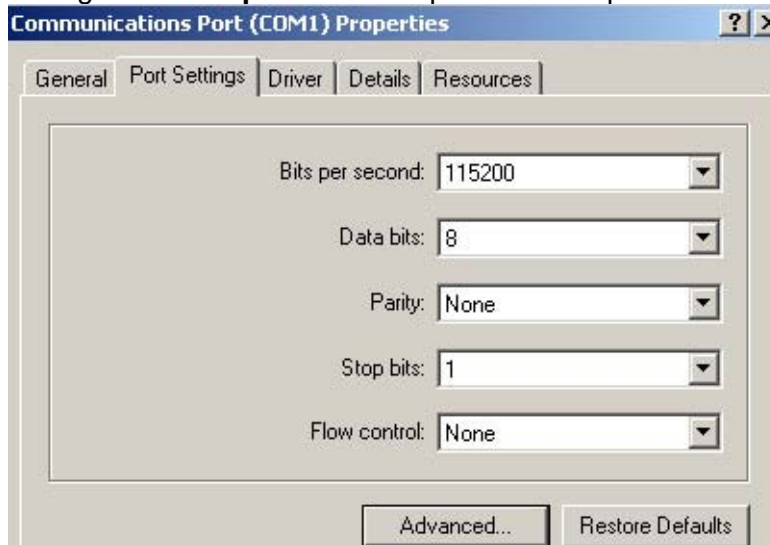 Communications Port (COM1) Properties
General Port Settings Driver Details Resources
Bits per second: 115200
Data bits: 8
Parity: None
Stop bits: 1
Flow control: None
Advanced... Restore Defaults